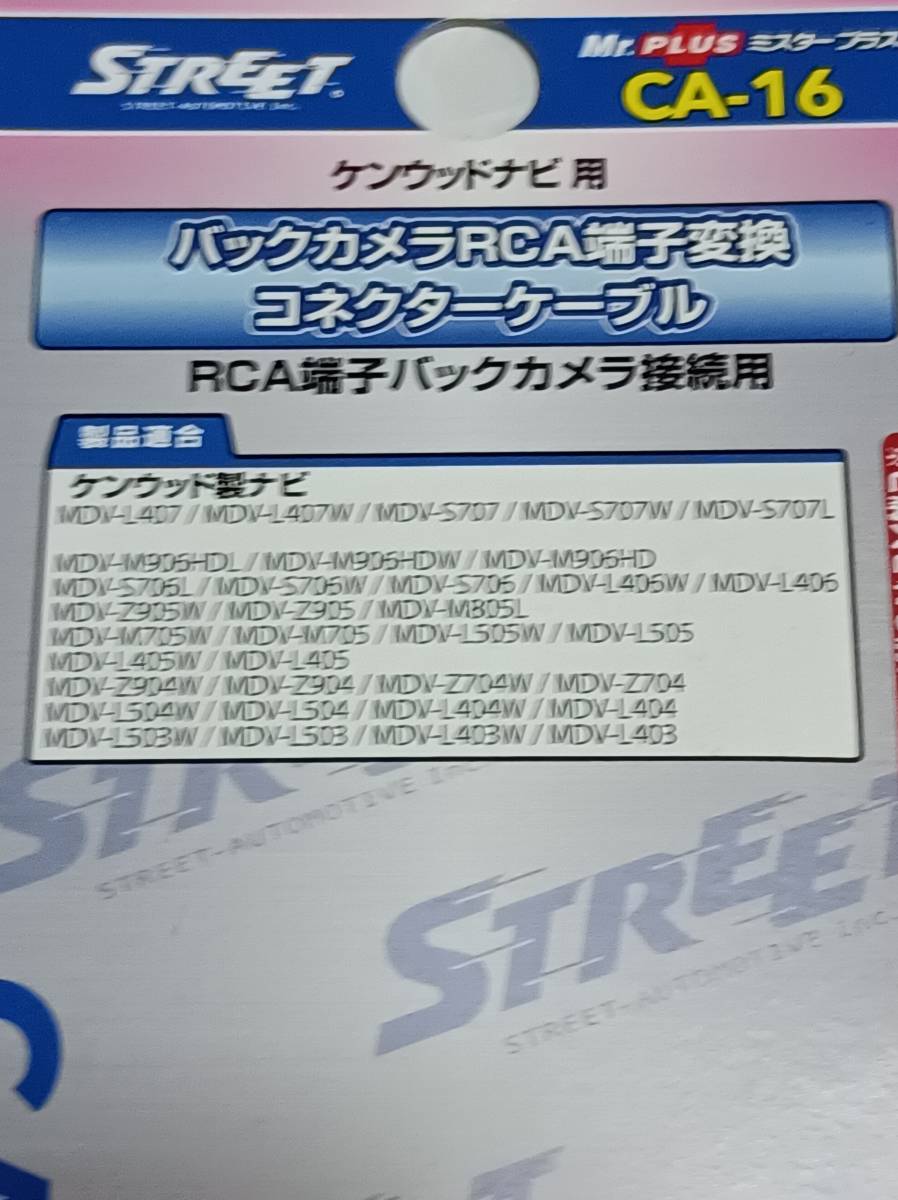 STREET
STREET-AUTOMOTIVE Inc.
Mr.PLUS ミスタープラス
CA-16
ケンウッドナビ 用
バックカメラRCA端子変換
コネクターケーブル
RCA端子バックカメラ接続用
製品適合
ケンウッド製ナビ
MDV-L407 / MDV-L407W / MDV-S707 / MDV-S707W / MDV-S707L
MDV-M906HDL / MDV-M906HDW / MDV-M906HD
MDV-S706L / MDV-S706W / MDV-S706 / MDV-L406W / MDV-L406
MDV-Z905W / MDV-Z905 / MDV-M805L
MDV-M705W / MDV-M705 / MDV-L505W / MDV-L505
MDV-L405W / MDV-L405
MDV-Z904W / MDV-Z904 / MDV-Z704W / MDV-Z704
MDV-L504W / MDV-L504 / MDV-L404W / MDV-L404
MDV-L503W / MDV-L503 / MDV-L403W / MDV-L403
STREET
STREET-AUTOMOTIVE Inc.
STREET
STREET-AUTOMOTIVE Inc.